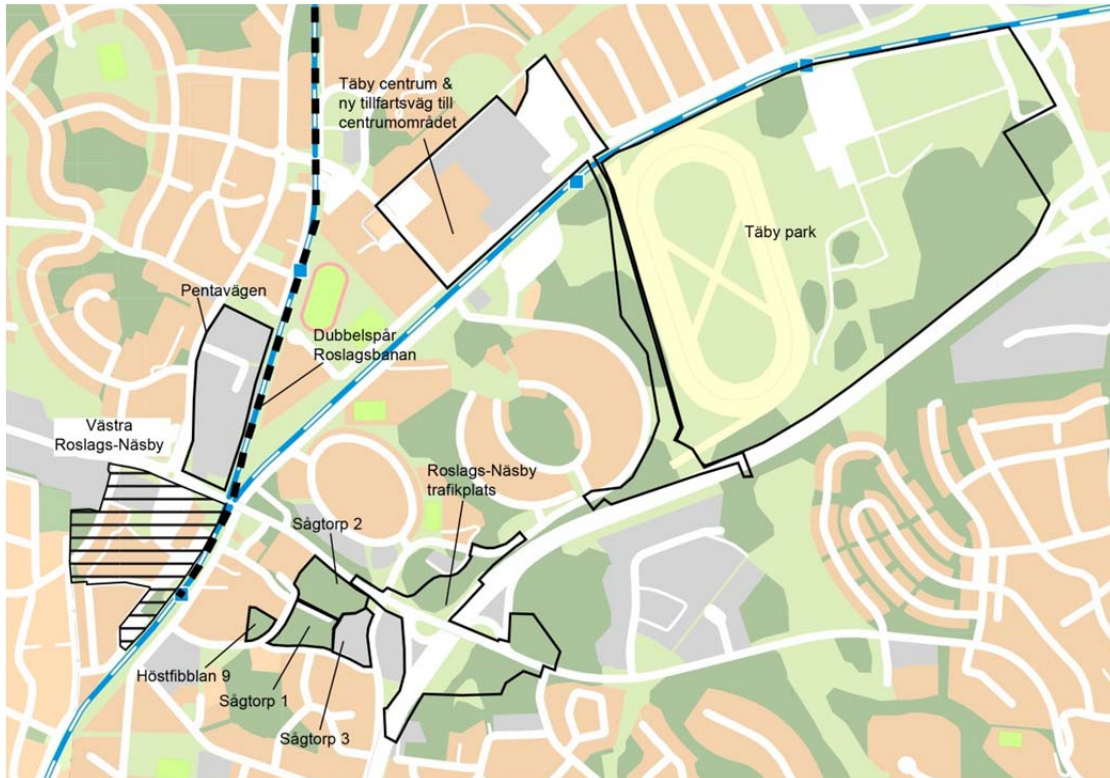 Täby centrum &
ny tillfartsväg till
centrumområdet
Täby park
Pentavägen
Dubbelspår
Roslagsbanan
Västra
Roslags-Näsby
Roslags-Näsby
trafikplats
Sågtorp 2
Höstfibblan 9
Sågtorp 1
Sågtorp 3